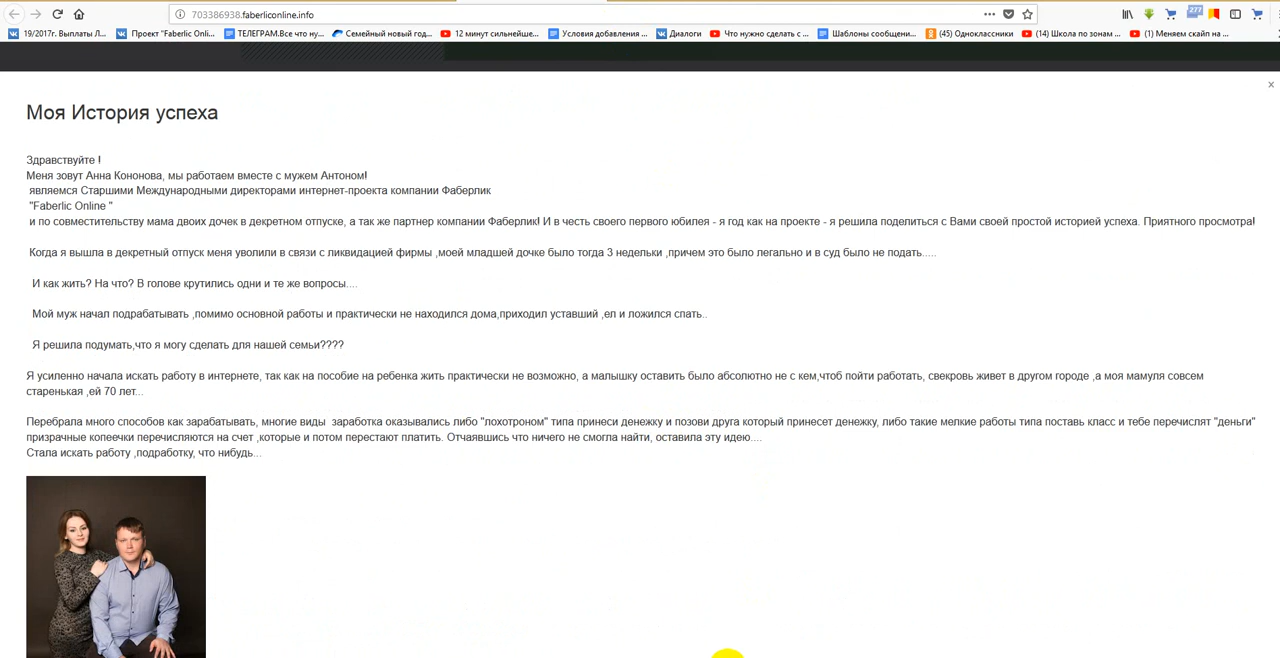 703386938.faberliconline.info
277
19/2017г. Выплаты Л...
Проект "Faberlic Onli...
ТЕЛЕГРАМ.Все что ну...
Семейный новый год...
12 минут сильнейше...
Условия добавления ...
Диалоги
Что нужно сделать с ...
Шаблоны сообщени...
(45) Одноклассники
(14) Школа по зонам ...
(1) Меняем скайп на ...
x
Моя История успеха
Здравствуйте !
Меня зовут Анна Кононова, мы работаем вместе с мужем Антоном!
являемся Старшими Международными директорами интернет-проекта компании Фаберлик
"Faberlic Online "
и по совместительству мама двоих дочек в декретном отпуске, а так же партнер компании Фаберлик! И в честь своего первого юбилея - я год как на проекте - я решила поделиться с Вами своей простой историей успеха. Приятного просмотра!
Когда я вышла в декретный отпуск меня уволили в связи с ликвидацией фирмы ,моей младшей дочке было тогда 3 недельки ,причем это было легально и в суд было не подать.....
И как жить? На что? В голове крутились одни и те же вопросы....
Мой муж начал подрабатывать ,помимо основной работы и практически не находился дома,приходил уставший ,ел и ложился спать..
Я решила подумать,что я могу сделать для нашей семьи????
Я усиленно начала искать работу в интернете, так как на пособие на ребенка жить практически не возможно, а малышку оставить было абсолютно не с кем,чтоб пойти работать, свекровь живет в другом городе ,а моя мамуля совсем
старенькая ,ей 70 лет...
Перебрала много способов как зарабатывать, многие виды  заработка оказывались либо "лохотроном" типа принеси денежку и позови друга который принесет денежку, либо такие мелкие работы типа поставь класс и тебе перечислят "деньги"
призрачные копеечки перечисляются на счет ,которые и потом перестают платить. Отчаявшись что ничего не смогла найти, оставила эту идею....
Стала искать работу ,подработку, что нибудь...